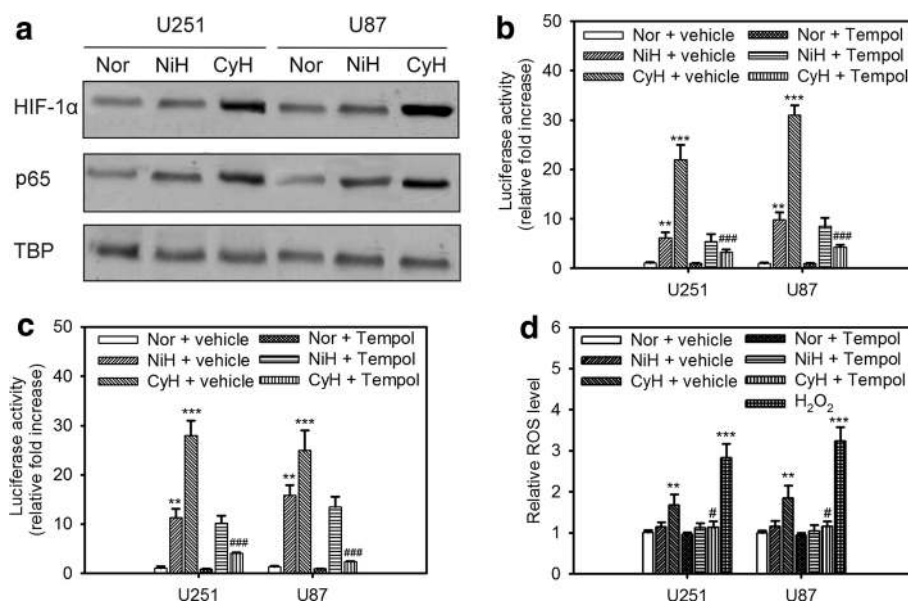 a
U251 U87
Nor NiH CyH Nor NiH CyH
HIF-1α
p65
TBP
b
Nor + vehicle Nor + Tempol
NiH + vehicle NiH + Tempol
CyH + vehicle CyH + Tempol
Luciferase activity
(relative fold increase)
50
40
30
20
10
0
** *** ###
** *** ###
U251 U87
c
Nor + vehicle Nor + Tempol
NiH + vehicle NiH + Tempol
CyH + vehicle CyH + Tempol
Luciferase activity
(relative fold increase)
50
40
30
20
10
0
** *** ###
** *** ###
U251 U87
d
Nor + vehicle Nor + Tempol
NiH + vehicle NiH + Tempol
CyH + vehicle CyH + Tempol
H₂O₂
Relative ROS level
6
5
4
3
2
1
0
** # ***
** # ***
U251 U87